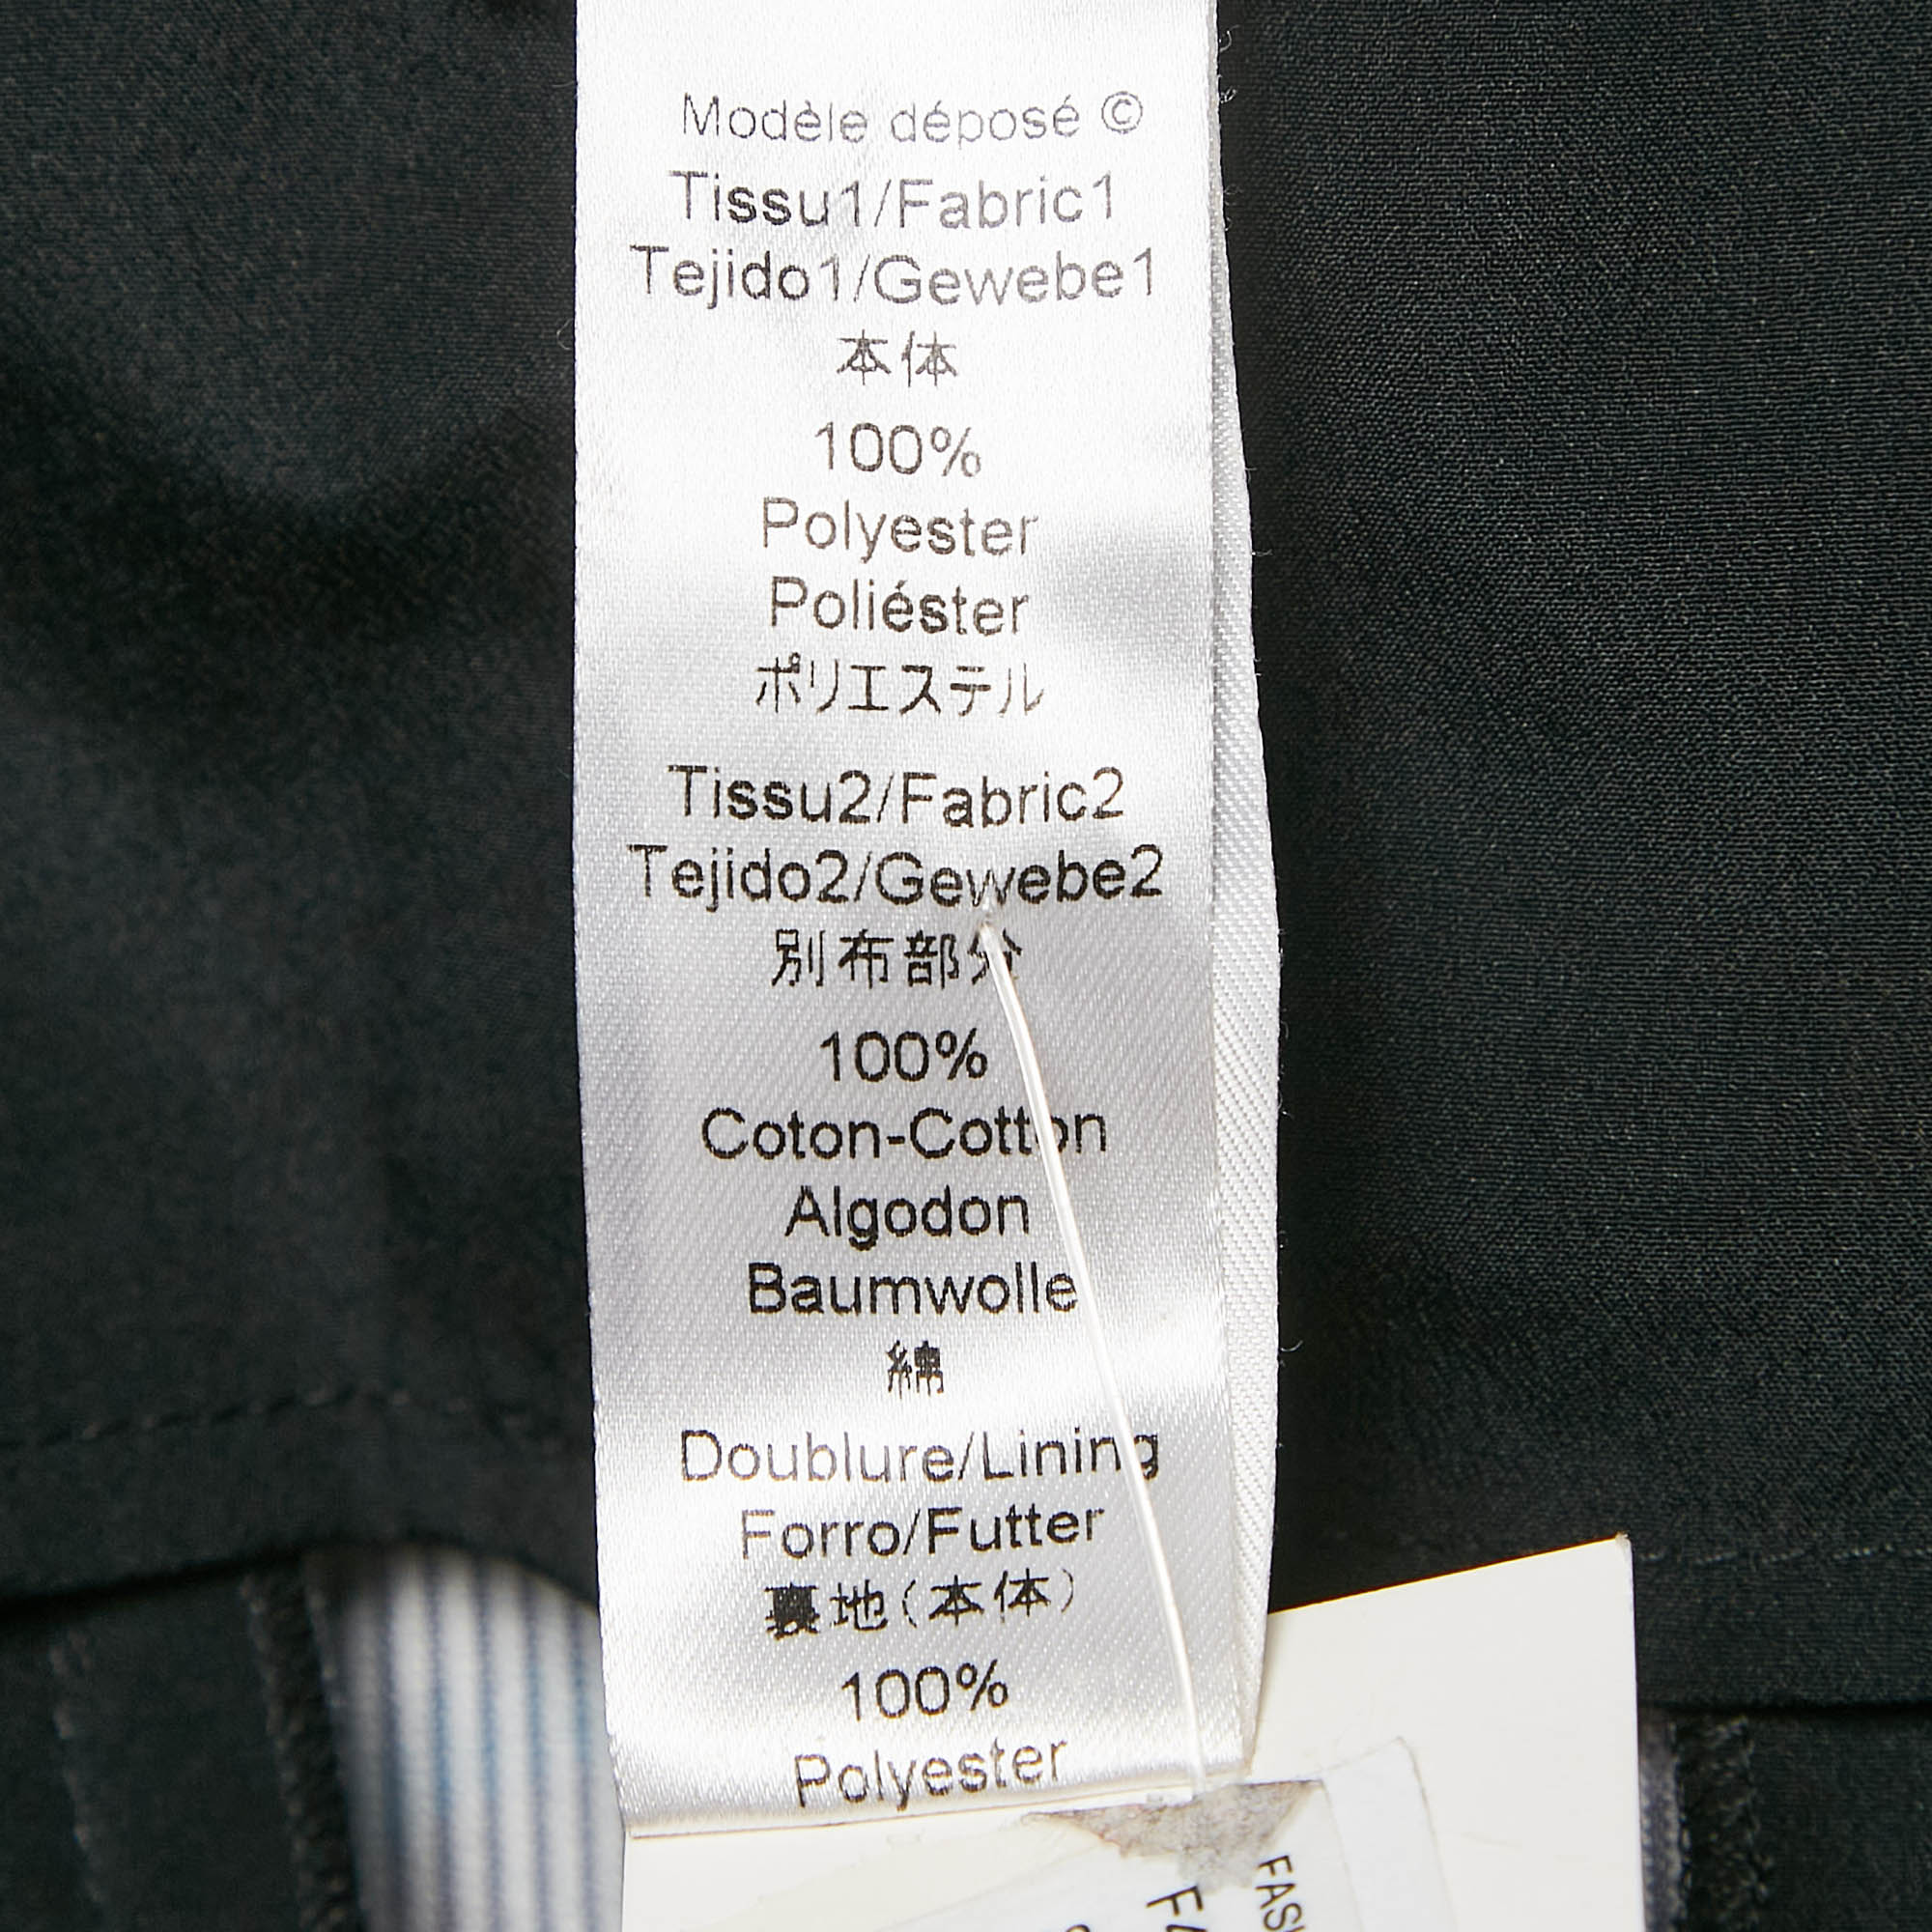 Modèle déposé ©
Tissu1/Fabric1
Tejido1/Gewebe1
本体
100%
Polyester
Poliéster
ポリエステル
Tissu2/Fabric2
Tejido2/Gewebe2
別布部分
100%
Coton-Cotton
Algodon
Baumwolle
綿
Doublure/Lining
Forro/Futter
裏地(本体)
100%
Polyester